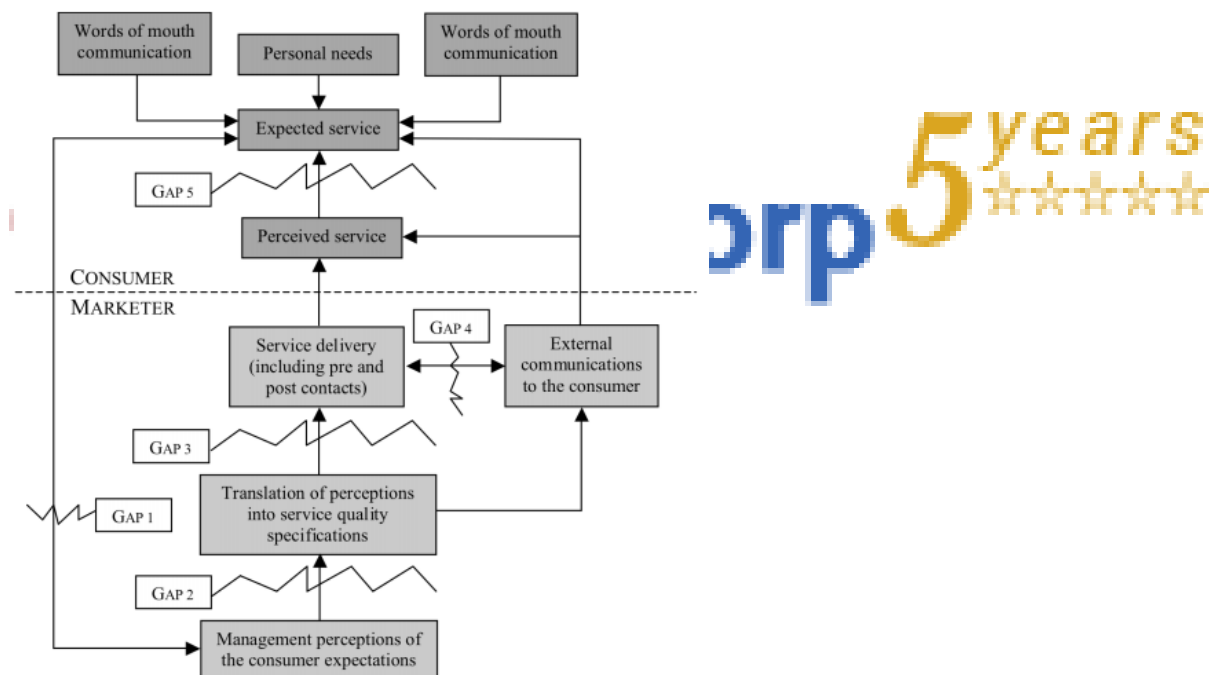 Words of mouth
communication
Personal needs
Words of mouth
communication
Expected service
GAP 5
Perceived service
CONSUMER
MARKETER
Service delivery
(including pre and
post contacts)
GAP 4
External
communications
to the consumer
GAP 3
Translation of perceptions
into service quality
specifications
GAP 1
GAP 2
Management perceptions of
the consumer expectations
orp
5 years